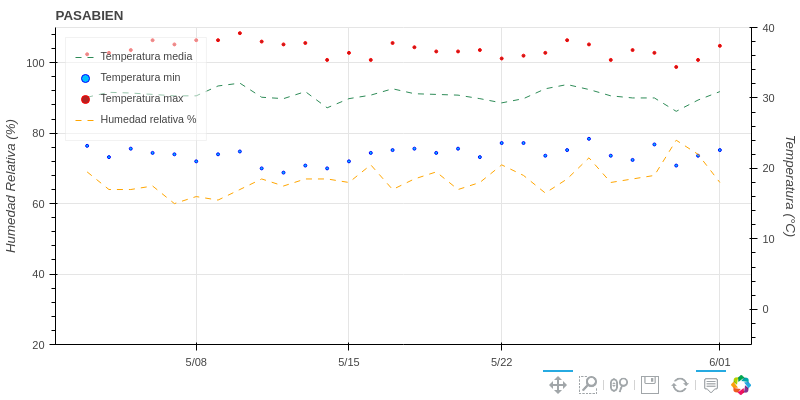 PASABIEN
Temperatura media
Temperatura min
Temperatura max
Humedad relativa %
Humedad Relativa (%)
100
80
60
40
20
Temperatura (°C)
40
30
20
10
0
5/08
5/15
5/22
6/01